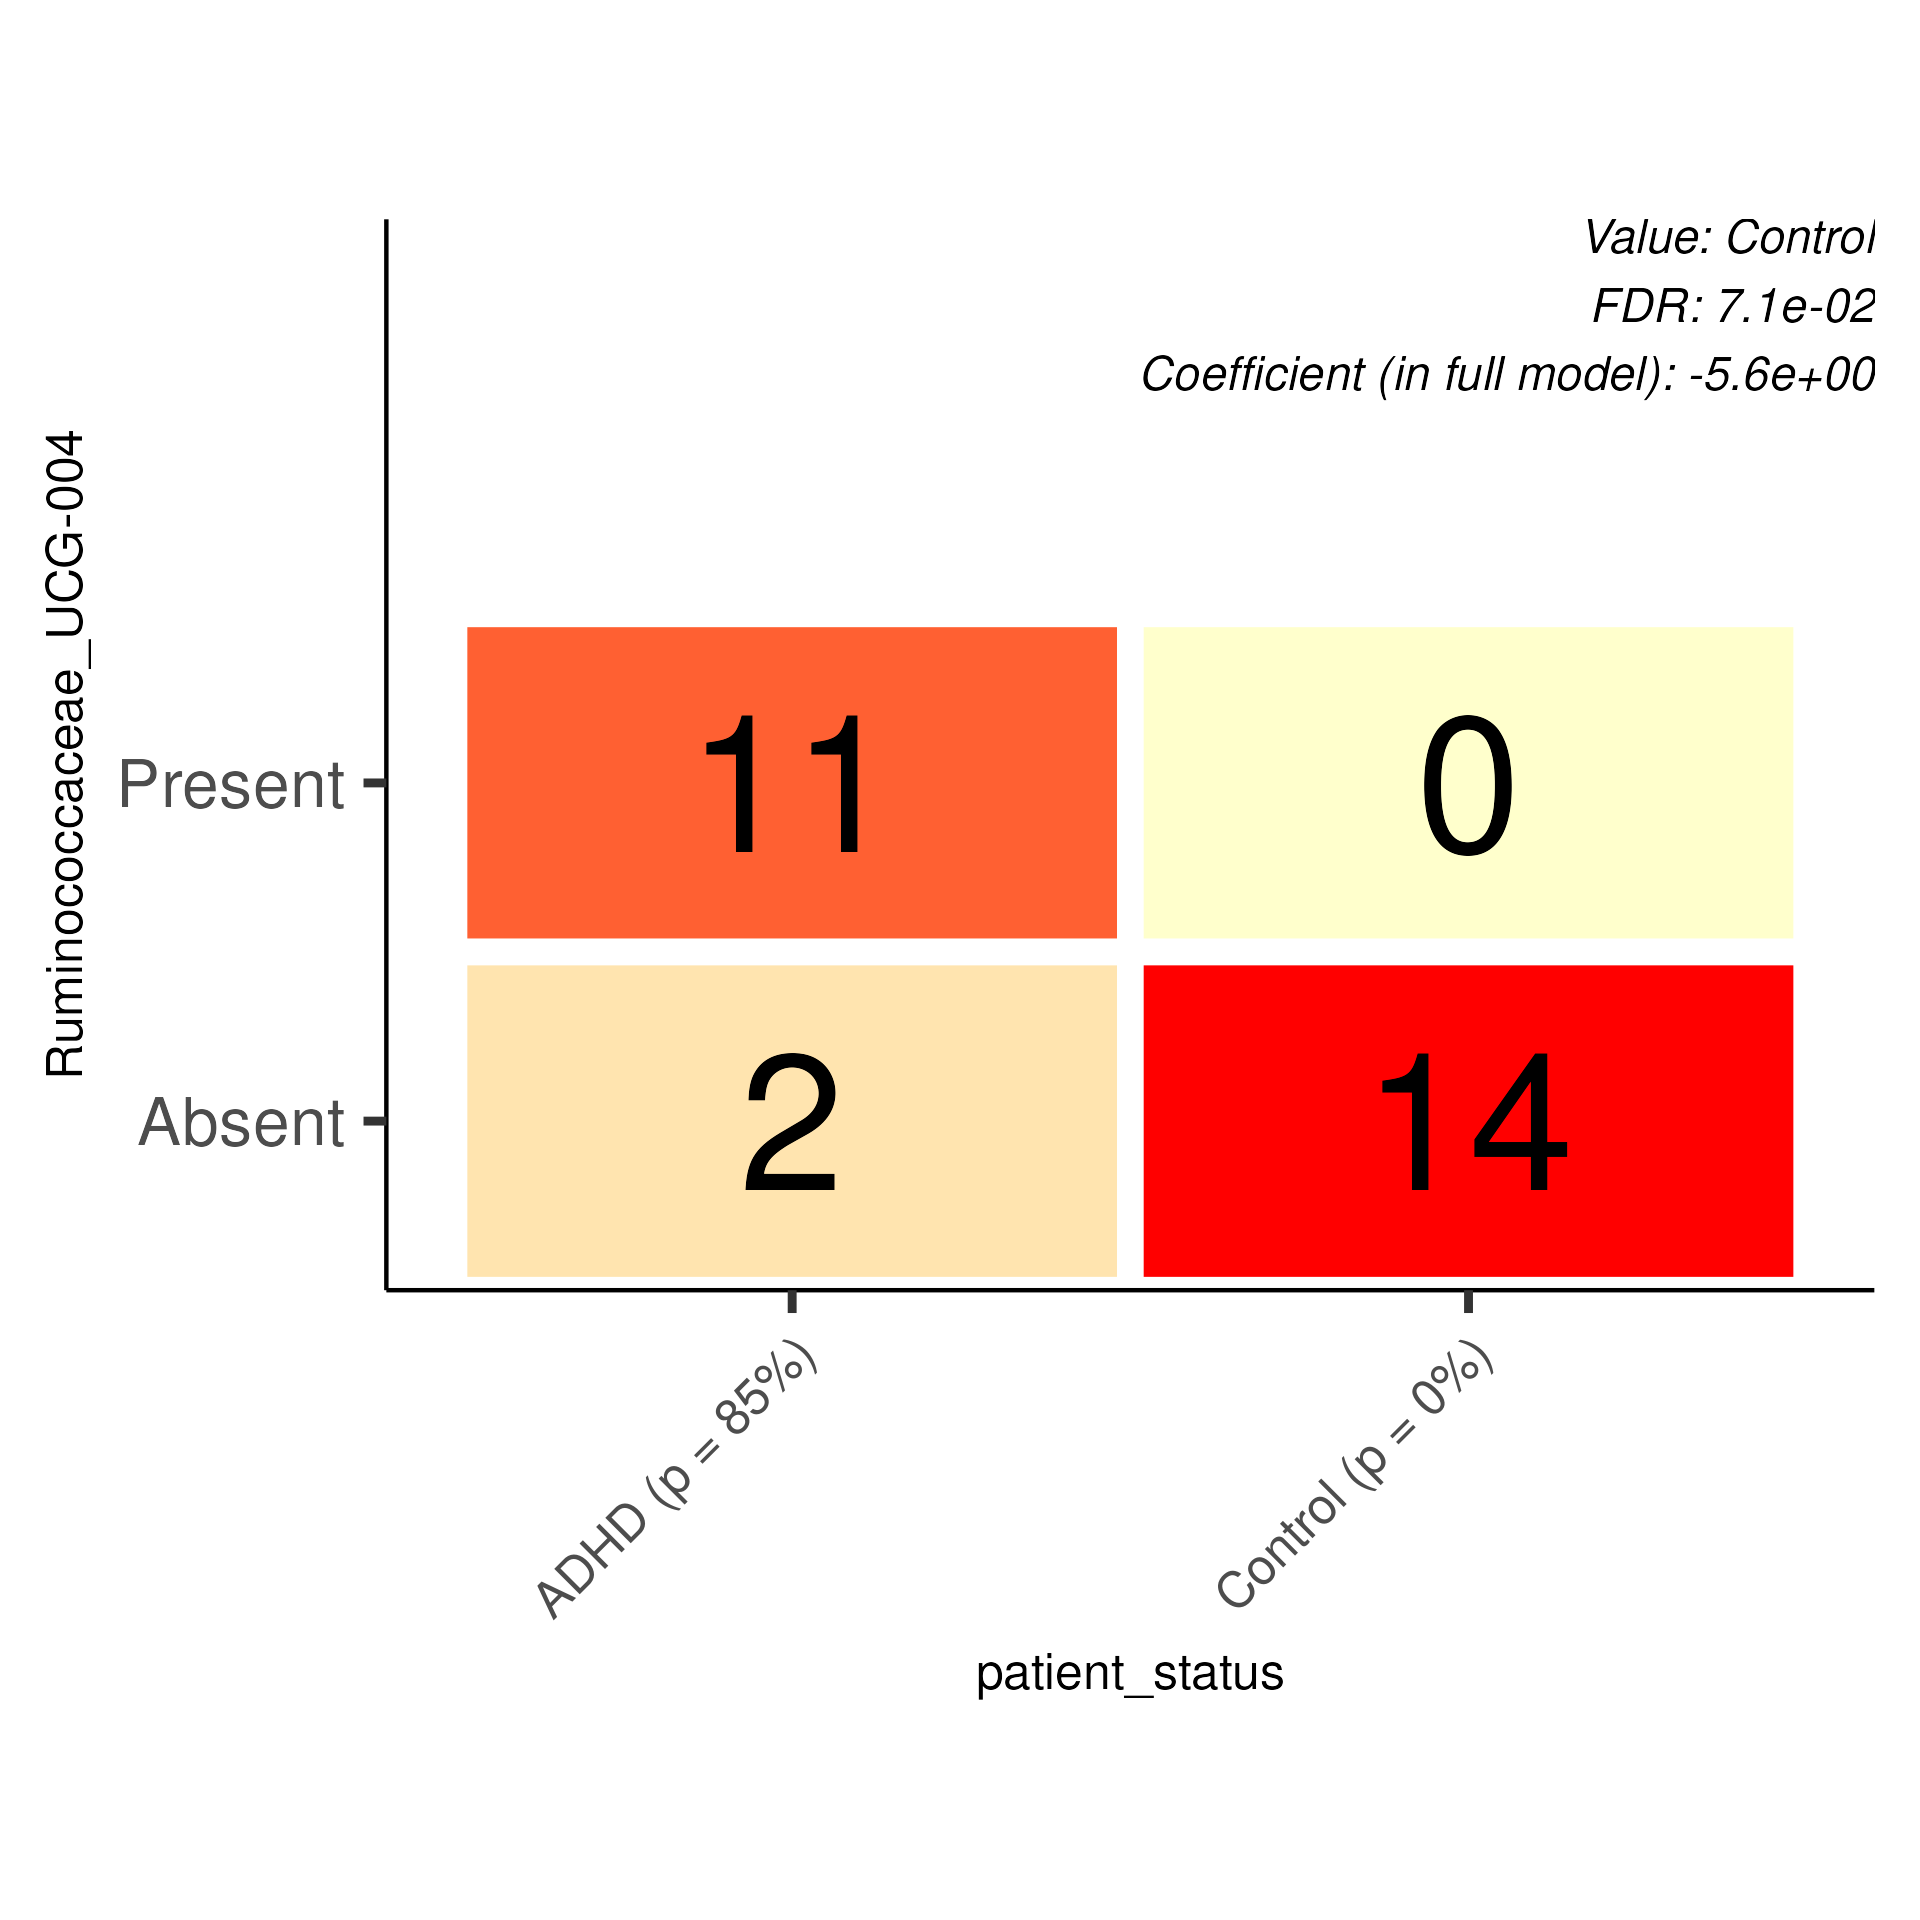 Value: Control
FDR: 7.1e-02
Coefficient (in full model): -5.6e+00
Ruminococcaceae_UCG-004
Present
11
0
Absent
2
14
ADHD (p = 85%)
Control (p = 0%)
patient_status